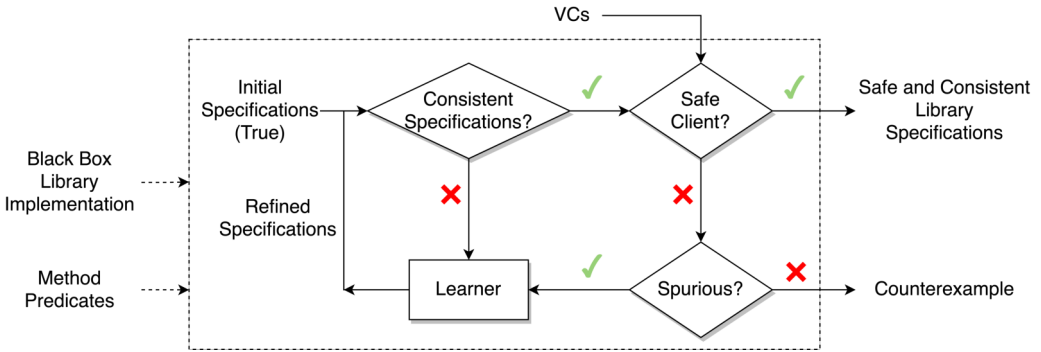 VCs
Initial
Specifications
(True)
Consistent
Specifications?
Safe
Client?
Safe and Consistent
Library
Specifications
Black Box
Library
Implementation
Refined
Specifications
Method
Predicates
Learner
Spurious?
Counterexample